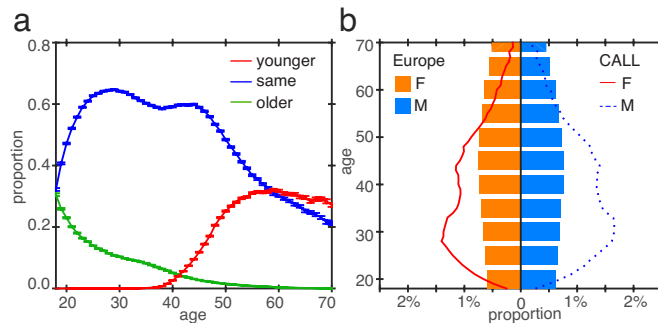 a
0.8
0.6
0.4
0.2
0.0
proportion
20 30 40 50 60 70
age
younger
same
older
b
70
60
50
40
30
20
age
Europe
F
M
CALL
F
M
2% 1% 0 1% 2%
proportion